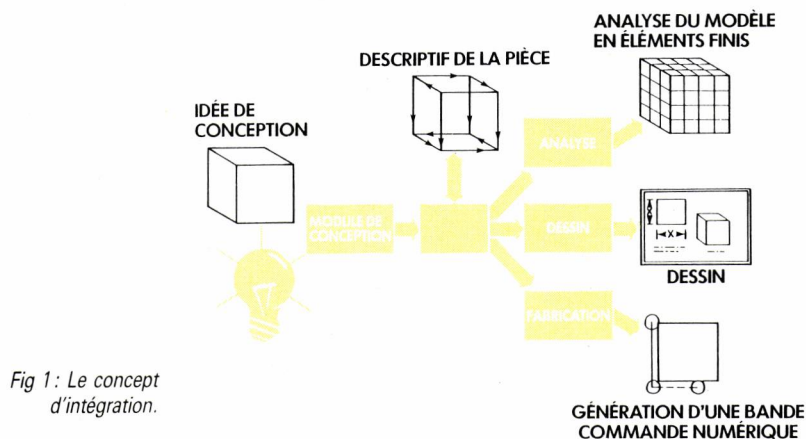 ANALYSE DU MODÈLE
EN ÉLÉMENTS FINIS
DESCRIPTIF DE LA PIÈCE
IDÉE DE
CONCEPTION
ANALYSE
MODULE DE
CONCEPTION
DESSIN
X
DESSIN
FABRICATION
Fig 1 : Le concept
d'intégration.
GÉNÉRATION D'UNE BANDE
COMMANDE NUMÉRIQUE